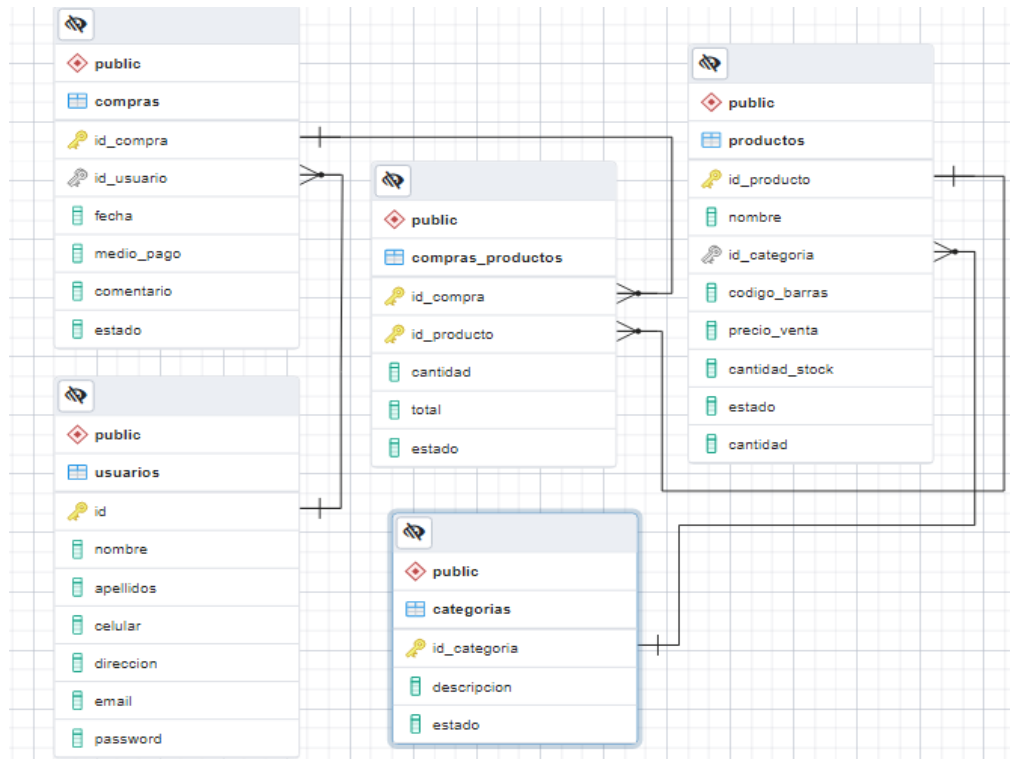 public
compras
id_compra
id_usuario
fecha
medio_pago
comentario
estado
public
usuarios
id
nombre
apellidos
celular
direccion
email
password
public
compras_productos
id_compra
id_producto
cantidad
total
estado
public
categorias
id_categoria
descripcion
estado
public
productos
id_producto
nombre
id_categoria
codigo_barras
precio_venta
cantidad_stock
estado
cantidad